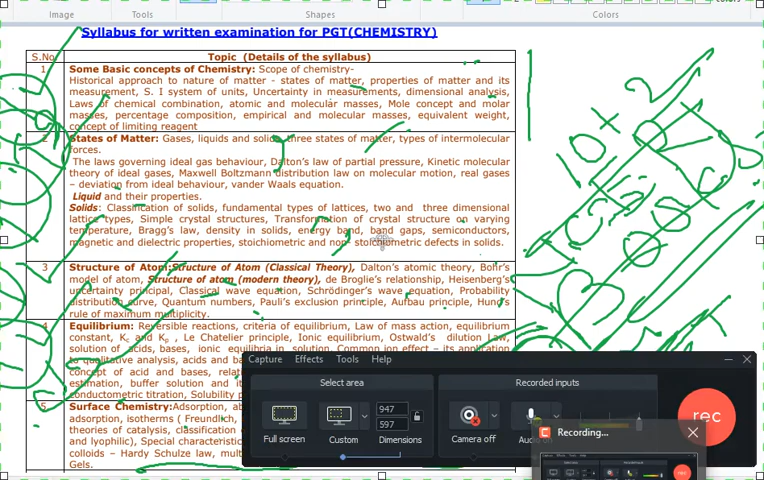 Image Tools Shapes Colors
Syllabus for written examination for PGT(CHEMISTRY)
S.No Topic (Details of the syllabus)
1 Some Basic concepts of Chemistry: Scope of chemistry-
Historical approach to nature of matter - states of matter, properties of matter and its
measurement, S. I system of units, Uncertainty in measurements, dimensional analysis,
Laws of chemical combination, atomic and molecular masses, Mole concept and molar
masses, percentage composition, empirical and molecular masses, equivalent weight,
concept of limiting reagent
2 States of Matter: Gases, liquids and solids, three states of matter, types of intermolecular
forces.
The laws governing ideal gas behaviour, Dalton's law of partial pressure, Kinetic molecular
theory of ideal gases, Maxwell Boltzmann distribution law on molecular motion, real gases
– deviation from ideal behaviour, vander Waals equation.
Liquid and their properties.
Solids: Classification of solids, fundamental types of lattices, two and three dimensional
lattice types, Simple crystal structures, Transformation of crystal structure on varying
temperature, Bragg's law, density in solids, energy band, band gaps, semiconductors,
magnetic and dielectric properties, stoichiometric and non- stoichiometric defects in solids.
3 Structure of Atom:Structure of Atom (Classical Theory), Dalton's atomic theory, Bohr's
model of atom, Structure of atom (modern theory), de Broglie's relationship, Heisenberg's
uncertainty principal, Classical wave equation, Schrödinger's wave equation, Probability
distribution curve, Quantum numbers, Pauli's exclusion principle, Aufbau principle, Hund's
rule of maximum multiplicity.
4 Equilibrium: Reversible reactions, criteria of equilibrium, Law of mass action, equilibrium
constant, Kc and Kp , Le Chatelier principle, Ionic equilibrium, Ostwald's dilution Law,
solution of acids, bases, ionic equilibria in solution, Common ion effect – its application
to qualitative analysis, acids and
concept of acid and bases,
estimation, buffer solution and
conductometric titration, Solubility
5 Surface Chemistry:Adsorption,
adsorption, isotherms ( Freundlich,
theories of catalysis, classification
and lyophilic), Special
colloids – Hardy Schulze law,
Gels.
Capture Effects Tools Help
Select area Recorded inputs
947
597
Full screen Custom Dimensions Camera off Audio
rec
Recording...